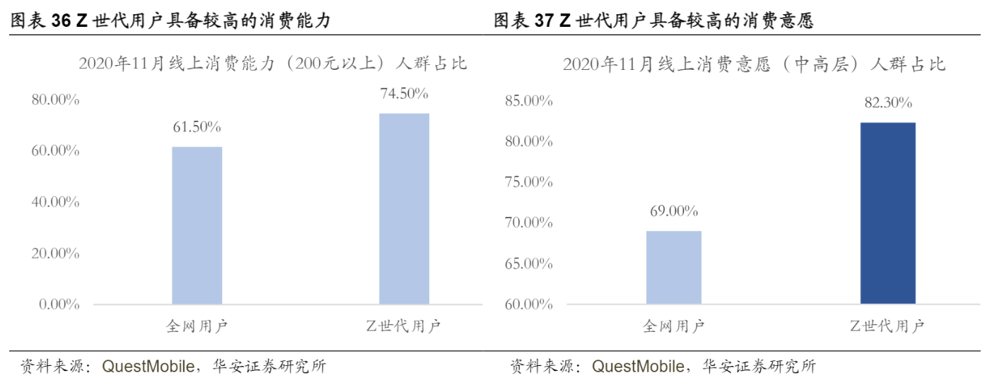 图表 36 Z 世代用户具备较高的消费能力
2020年11月线上消费能力（200元以上）人群占比
80.00%
60.00%
40.00%
20.00%
0.00%
61.50%
74.50%
全网用户
Z世代用户
资料来源：QuestMobile，华安证券研究所
图表 37 Z 世代用户具备较高的消费意愿
2020年11月线上消费意愿（中高层）人群占比
85.00%
80.00%
75.00%
70.00%
65.00%
60.00%
69.00%
82.30%
全网用户
Z世代用户
资料来源：QuestMobile，华安证券研究所